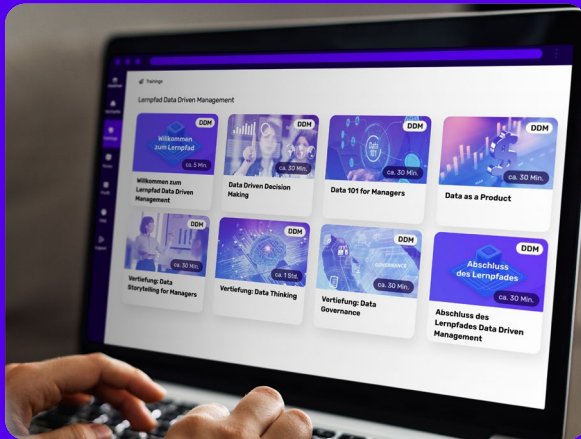 Trainings
Lernpfad Data Driven Management
DDM
Willkommen
zum Lernpfad
ca. 5 Min.
Willkommen zum
Lernpfad Data Driven
Management
DDM
ca. 30 Min.
Data Driven Decision
Making
DDM
Data
101
ca. 30 Min.
Data 101 for Managers
DDM
ca. 30 Min.
Data as a Product
DDM
ca. 30 Min.
Vertiefung: Data
Storytelling for Managers
DDM
ca. 1 Std.
Vertiefung: Data Thinking
DDM
GOVERNANCE
ca. 30 Min.
Vertiefung: Data
Governance
DDM
Abschluss
des Lernpfades
ca. 30 Min.
Abschluss des
Lernpfades Data Driven
Management